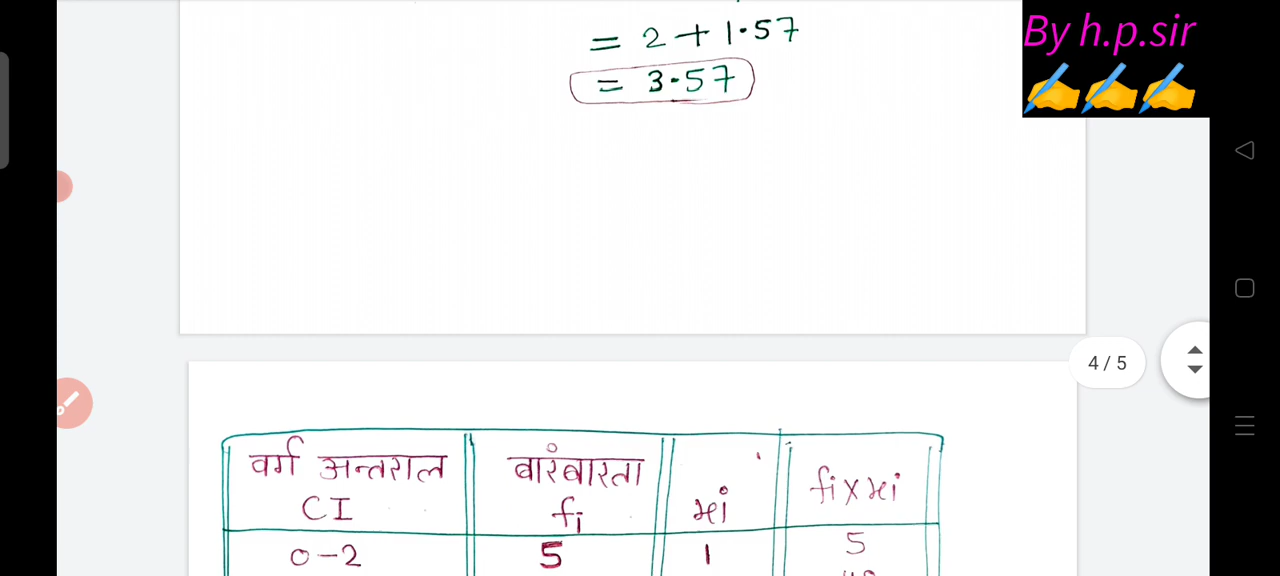 = 2 + 1.57
By h.p.sir
= 3.57
4 / 5
वर्ग अन्तराल
CI
बारंबारता
fi
xi
fi x xi
0-2
5
1
5